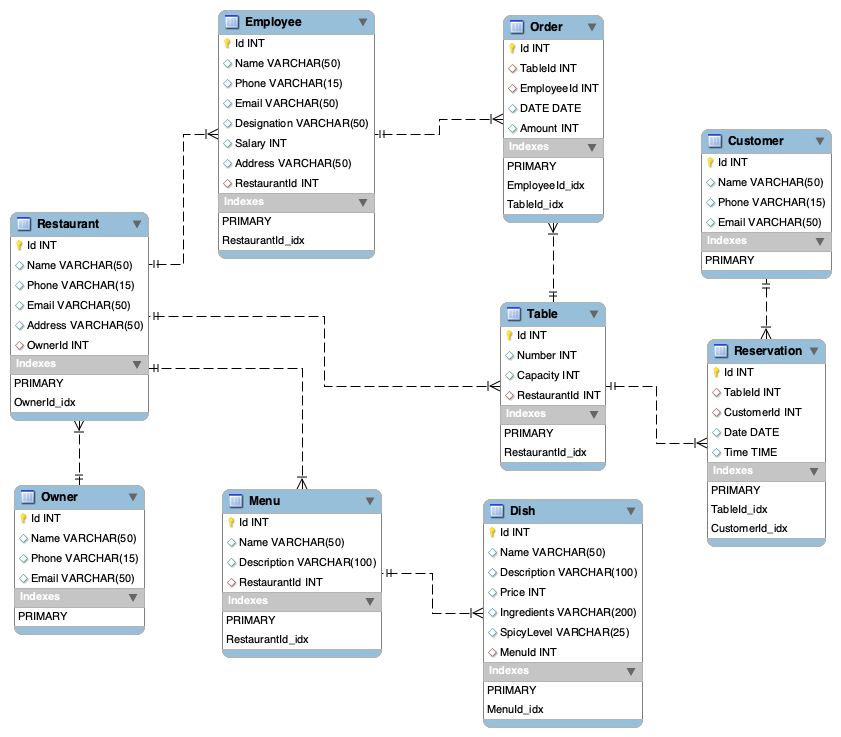 Employee
Id INT
Name VARCHAR(50)
Phone VARCHAR(15)
Email VARCHAR(50)
Designation VARCHAR(50)
Salary INT
Address VARCHAR(50)
RestaurantId INT
Indexes
PRIMARY
RestaurantId_idx
Order
Id INT
TableId INT
EmployeeId INT
DATE DATE
Amount INT
Indexes
PRIMARY
EmployeeId_idx
TableId_idx
Customer
Id INT
Name VARCHAR(50)
Phone VARCHAR(15)
Email VARCHAR(50)
Indexes
PRIMARY
Restaurant
Id INT
Name VARCHAR(50)
Phone VARCHAR(15)
Email VARCHAR(50)
Address VARCHAR(50)
OwnerId INT
Indexes
PRIMARY
OwnerId_idx
Table
Id INT
Number INT
Capacity INT
RestaurantId INT
Indexes
PRIMARY
RestaurantId_idx
Reservation
Id INT
TableId INT
CustomerId INT
Date DATE
Time TIME
Indexes
PRIMARY
TableId_idx
CustomerId_idx
Owner
Id INT
Name VARCHAR(50)
Phone VARCHAR(15)
Email VARCHAR(50)
Indexes
PRIMARY
Menu
Id INT
Name VARCHAR(50)
Description VARCHAR(100)
RestaurantId INT
Indexes
PRIMARY
RestaurantId_idx
Dish
Id INT
Name VARCHAR(50)
Description VARCHAR(100)
Price INT
Ingredients VARCHAR(200)
SpicyLevel VARCHAR(25)
MenuId INT
Indexes
PRIMARY
MenuId_idx